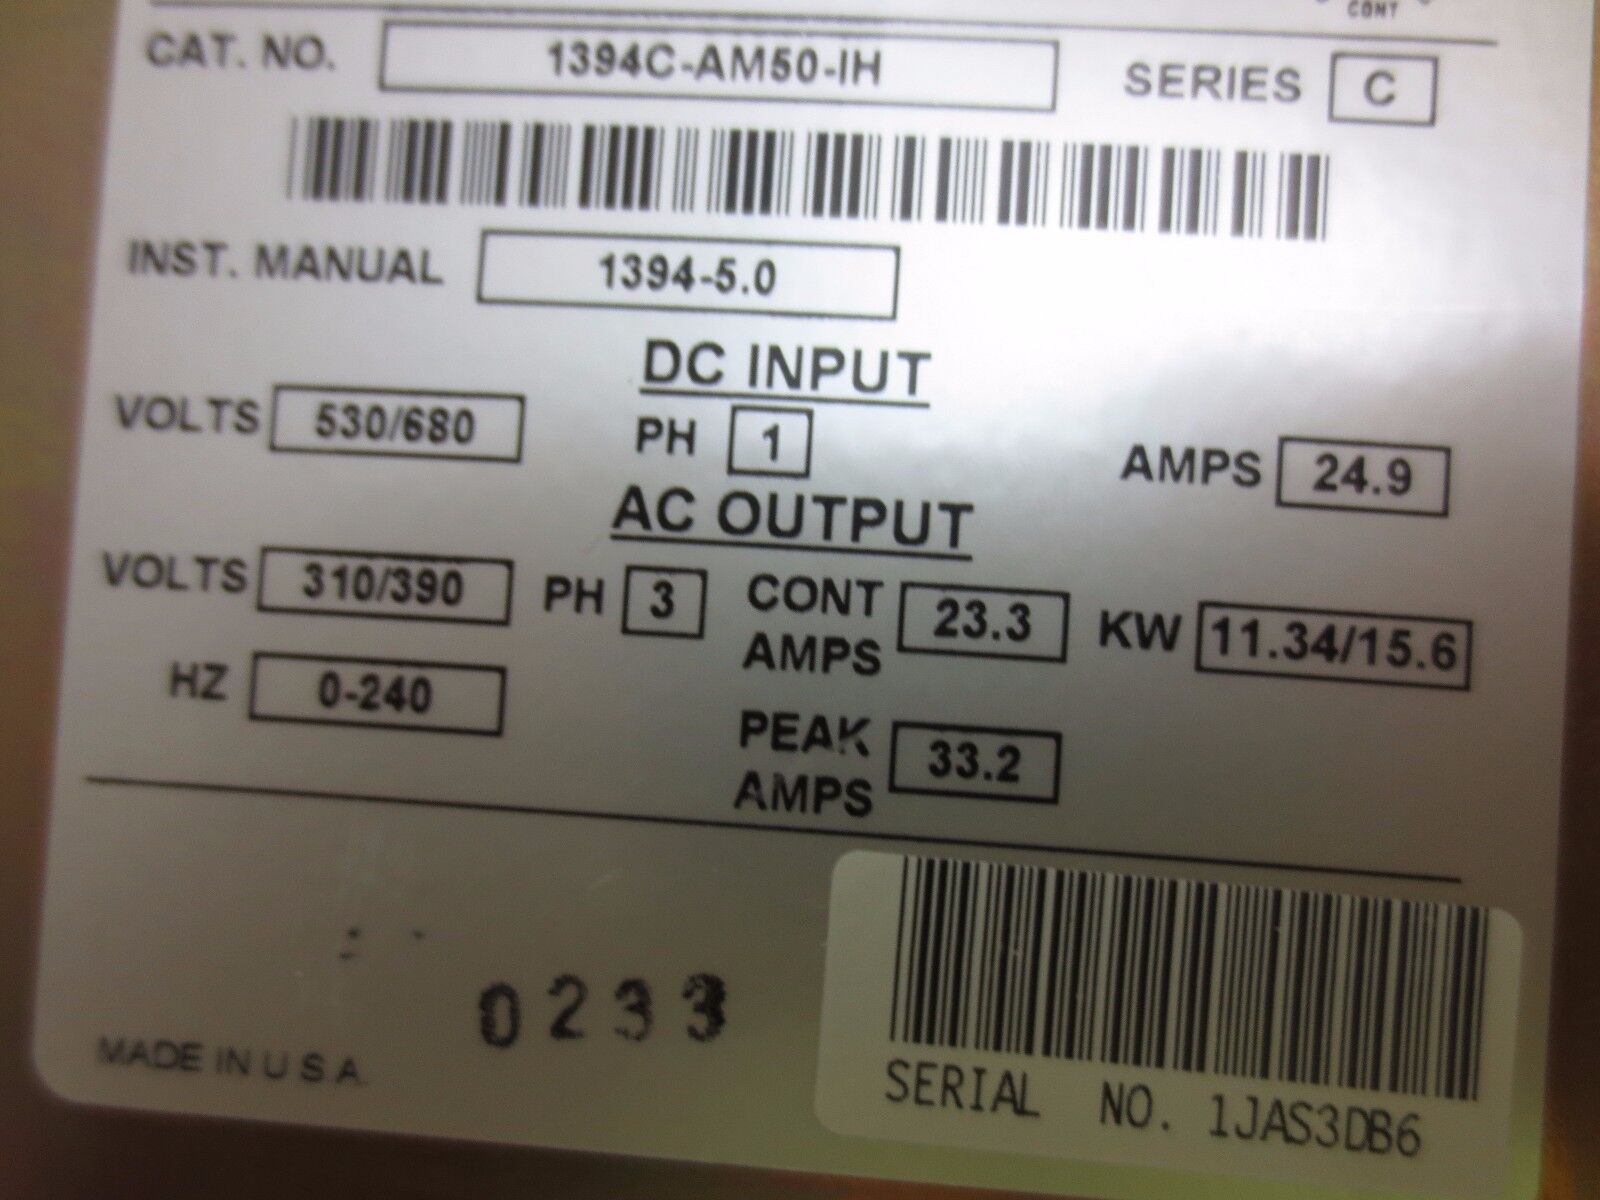 CONT
CAT. NO. 1394C-AM50-IH SERIES C
INST. MANUAL 1394-5.0
DC INPUT
VOLTS 530/680 PH 1 AMPS 24.9
AC OUTPUT
VOLTS 310/390 PH 3 CONT AMPS 23.3 KW 11.34/15.6
HZ 0-240 PEAK AMPS 33.2
0233
MADE IN U S A
SERIAL NO. 1JAS3DB6